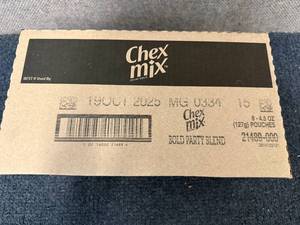 Chex
mix
19OCT 2025 MG 0334 15
Chex
mix
8 - 4.5 OZ
(127g) POUCHES
BOLD PARTY BLEND
21489-000